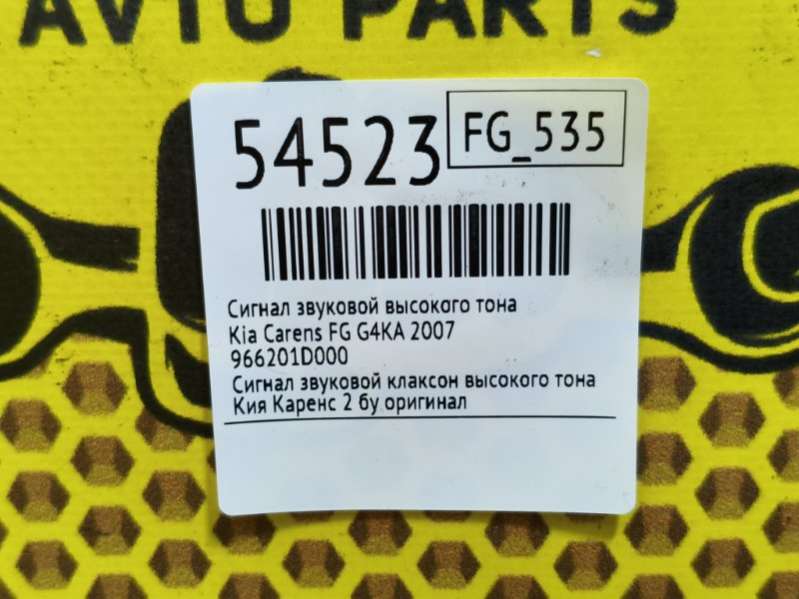 AVTO PARTS
54523
FG_535
Сигнал звуковой высокого тона
Kia Carens FG G4KA 2007
966201D000
Сигнал звуковой клаксон высокого тона
Кия Каренс 2 бу оригинал